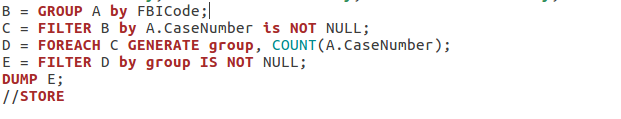 B = GROUP A by FBICode;
C = FILTER B by A.CaseNumber is NOT NULL;
D = FOREACH C GENERATE group, COUNT(A.CaseNumber);
E = FILTER D by group IS NOT NULL;
DUMP E;
//STORE